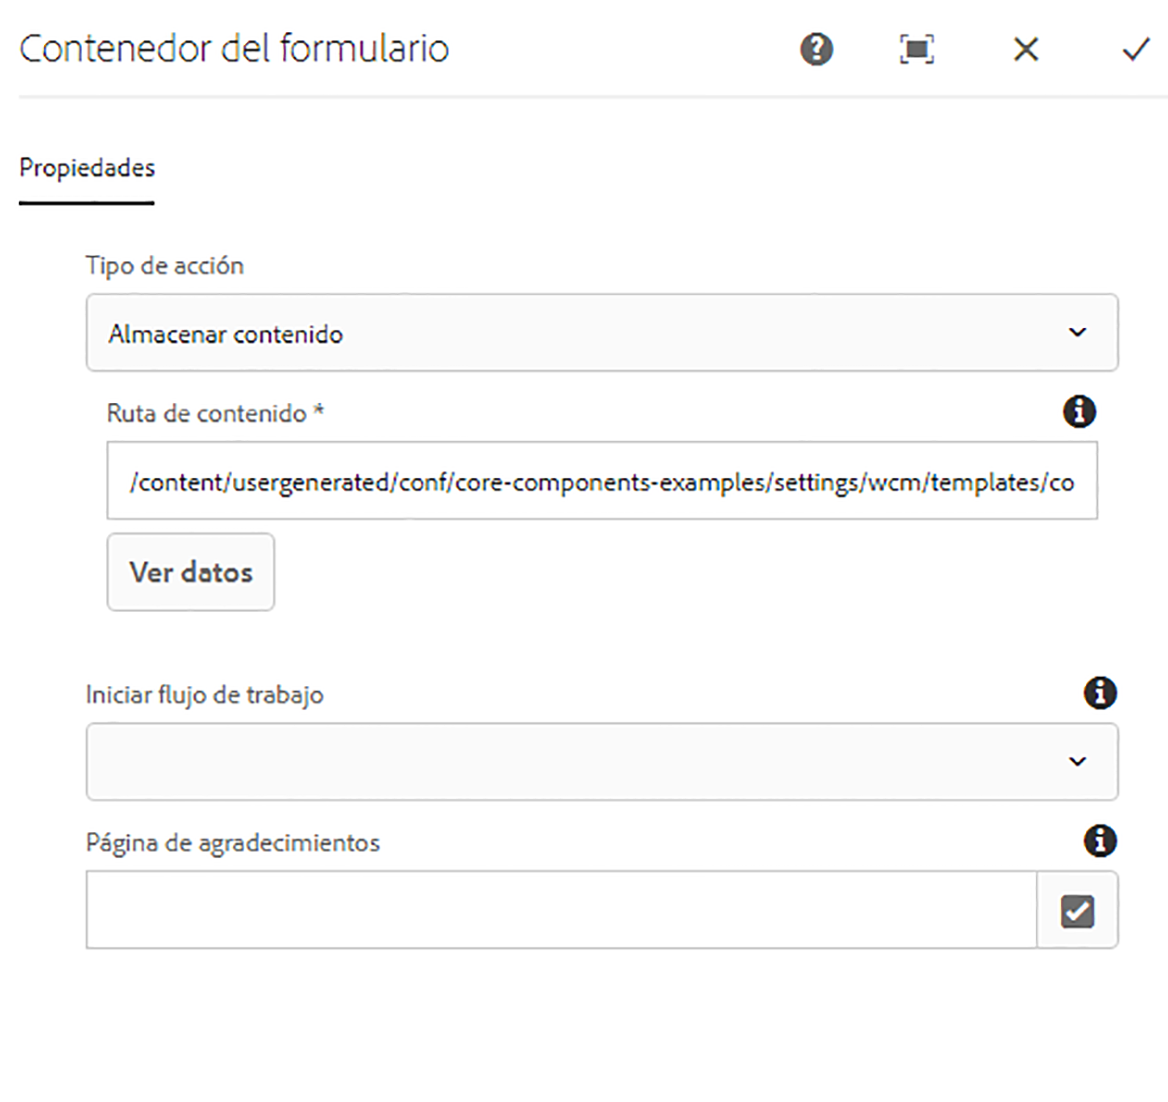 Contenedor del formulario
Propiedades
Tipo de acción
Almacenar contenido
Ruta de contenido *
/content/usergenerated/conf/core-components-examples/settings/wcm/templates/co
Ver datos
Iniciar flujo de trabajo
Página de agradecimientos